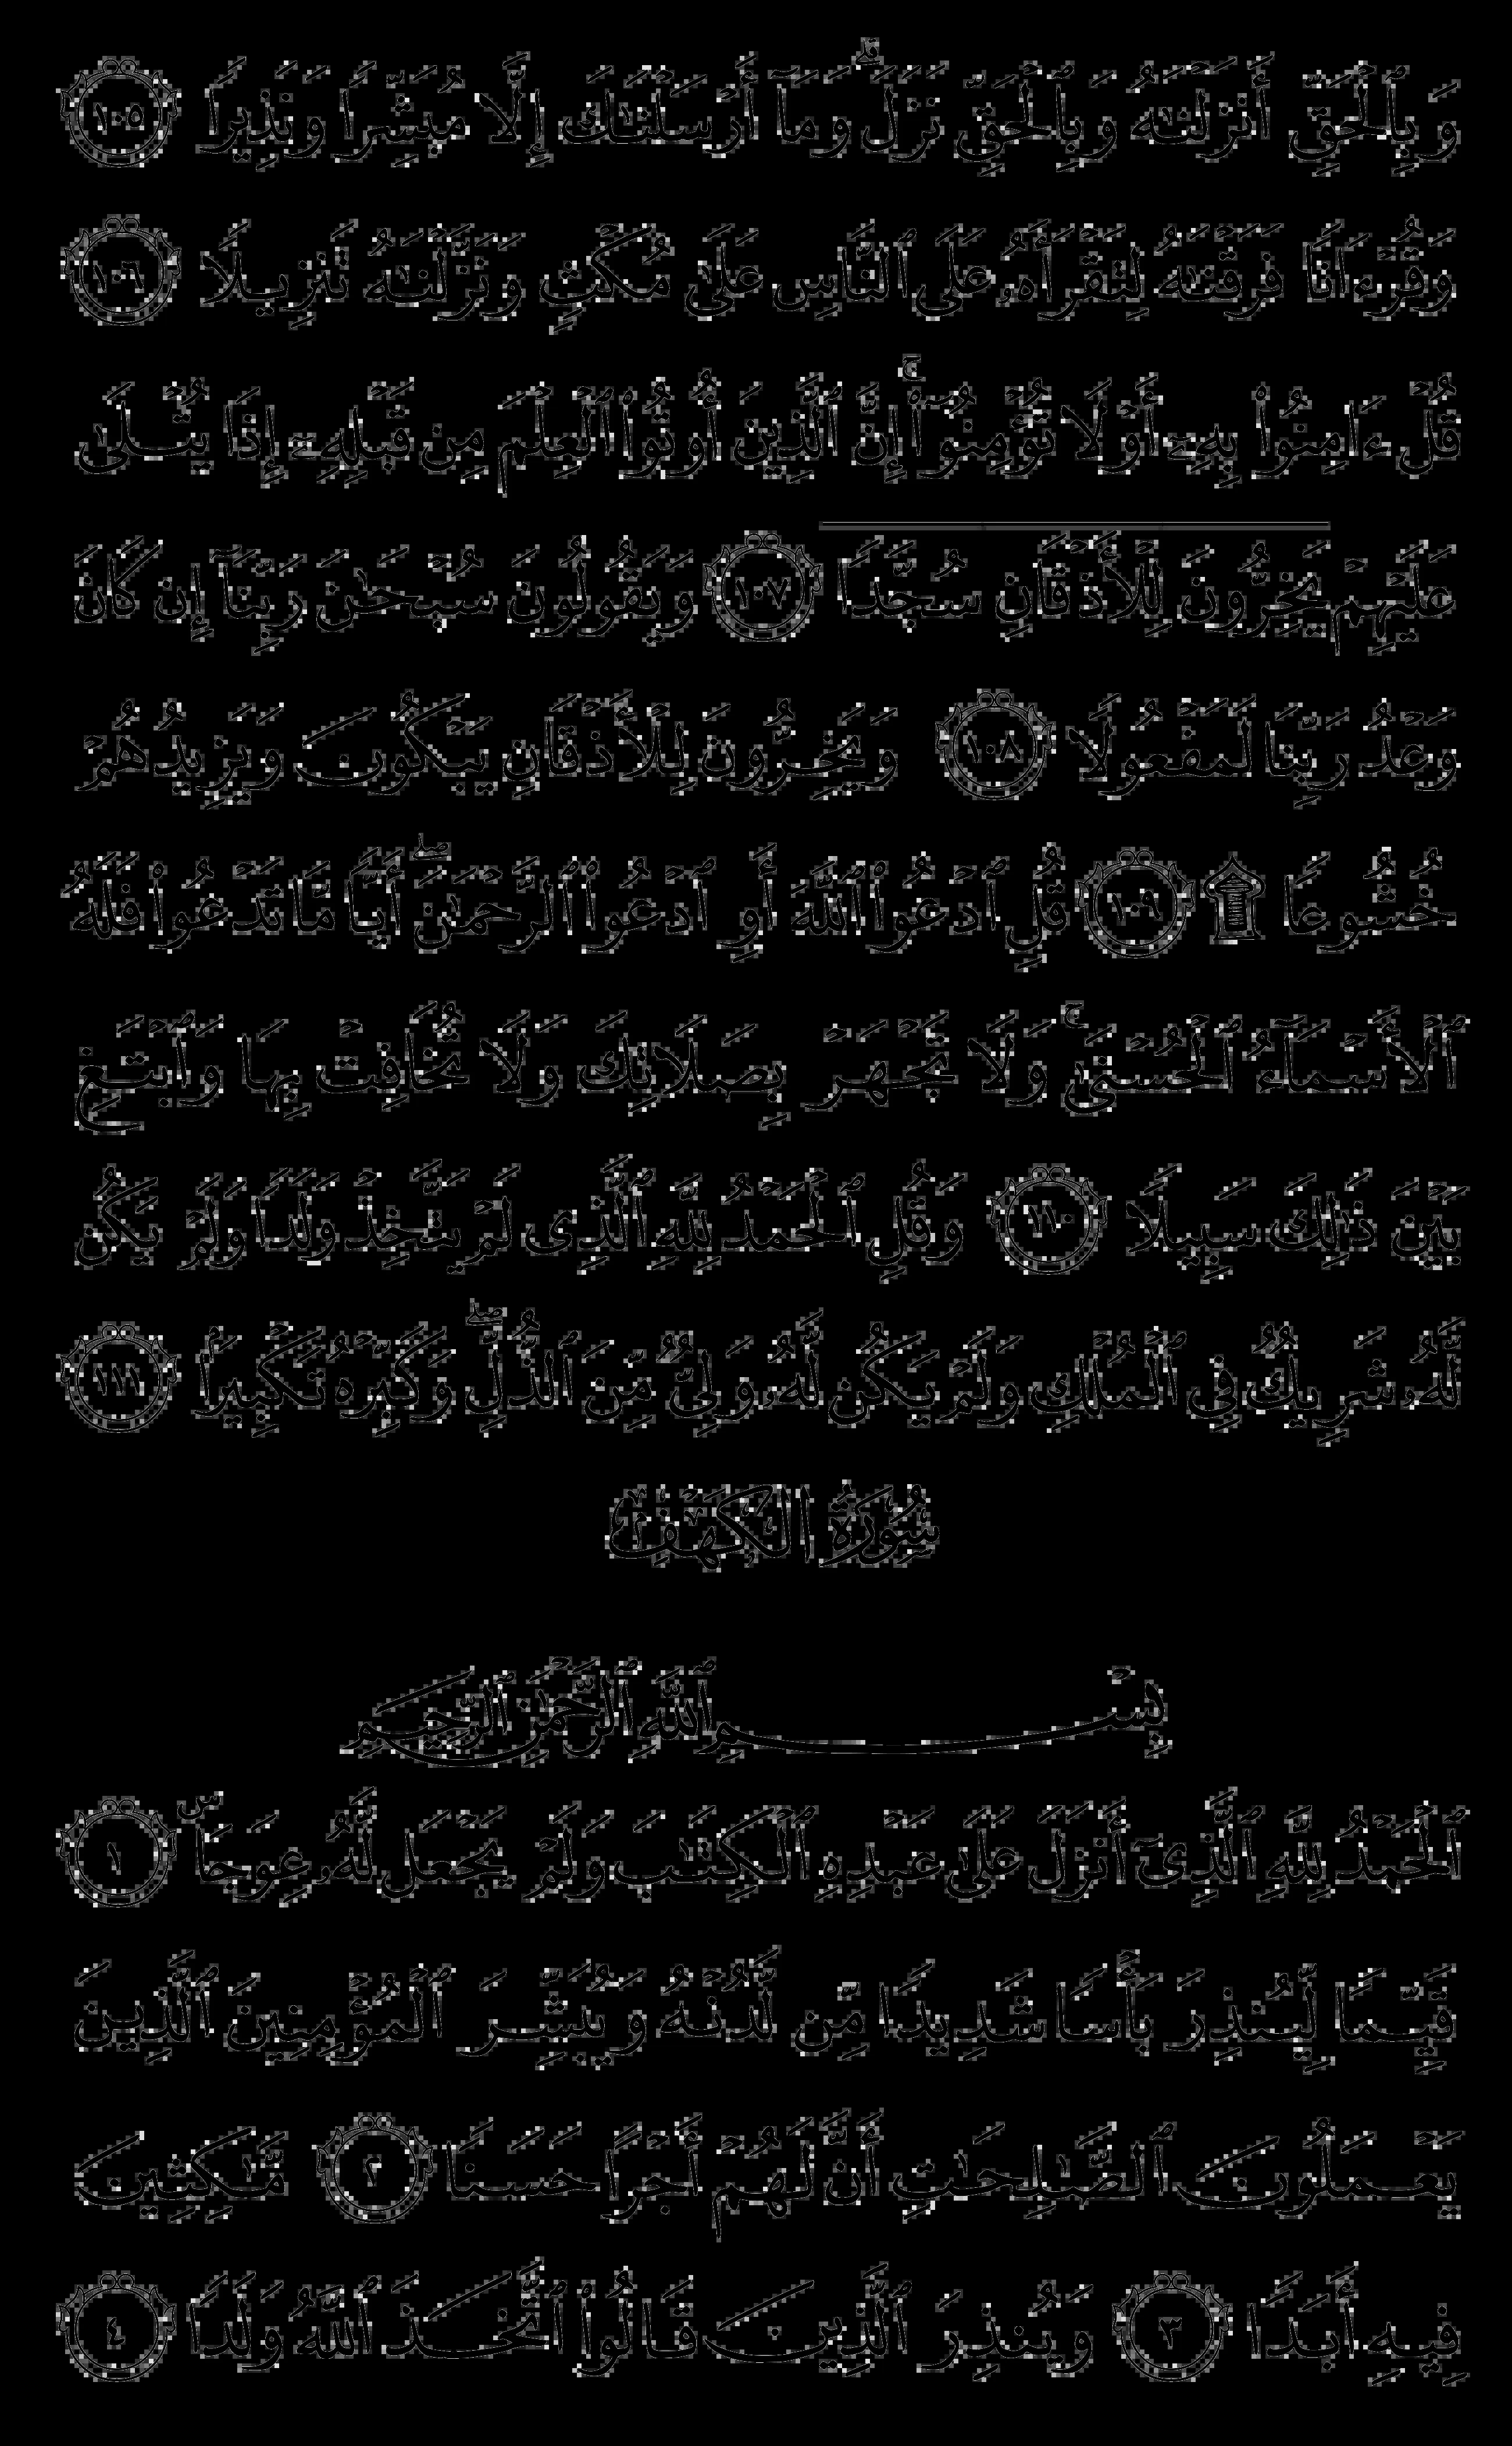 وَبِٱلْحَقِّ أَنزَلْنَٰهُ وَبِٱلْحَقِّ نَزَلَ ۗ وَمَآ أَرْسَلْنَٰكَ إِلَّا مُبَشِّرًا وَنَذِيرًا ١٠٥
وَقُرْءَانًا فَرَقْنَٰهُ لِتَقْرَأَهُۥ عَلَى ٱلنَّاسِ عَلَىٰ مُكْثٍ وَنَزَّلْنَٰهُ تَنزِيلًا ١٠٦
قُلْ ءَامِنُوا۟ بِهِۦٓ أَوْ لَا تُؤْمِنُوٓا۟ ۚ إِنَّ ٱلَّذِينَ أُوتُوا۟ ٱلْعِلْمَ مِن قَبْلِهِۦٓ إِذَا يُتْلَىٰ
عَلَيْهِمْ يَخِرُّونَ لِلْأَذْقَانِ سُجَّدًا ١٠٧ وَيَقُولُونَ سُبْحَٰنَ رَبِّنَآ إِن كَانَ
وَعْدُ رَبِّنَا لَمَفْعُولًا ١٠٨ وَيَخِرُّونَ لِلْأَذْقَانِ يَبْكُونَ وَيَزِيدُهُمْ
خُشُوعًا ۩ ١٠٩ قُلِ ٱدْعُوا۟ ٱللَّهَ أَوِ ٱدْعُوا۟ ٱلرَّحْمَٰنَ ۖ أَيًّا مَّا تَدْعُوا۟ فَلَهُ
ٱلْأَسْمَآءُ ٱلْحُسْنَىٰ ۚ وَلَا تَجْهَرْ بِصَلَاتِكَ وَلَا تُخَافِتْ بِهَا وَٱبْتَغِ
بَيْنَ ذَٰلِكَ سَبِيلًا ١١٠ وَقُلِ ٱلْحَمْدُ لِلَّهِ ٱلَّذِى لَمْ يَتَّخِذْ وَلَدًا وَلَمْ يَكُن
لَّهُۥ شَرِيكٌ فِى ٱلْمُلْكِ وَلَمْ يَكُن لَّهُۥ وَلِىٌّ مِّنَ ٱلذُّلِّ ۖ وَكَبِّرْهُ تَكْبِيرًۢا ١١١
سُورَةُ الكَهْفِ
بِسْمِ ٱللَّهِ ٱلرَّحْمَٰنِ ٱلرَّحِيمِ
ٱلْحَمْدُ لِلَّهِ ٱلَّذِىٓ أَنزَلَ عَلَىٰ عَبْدِهِ ٱلْكِتَٰبَ وَلَمْ يَجْعَل لَّهُۥ عِوَجَا ۜ ١
قَيِّمًا لِّيُنذِرَ بَأْسًا شَدِيدًا مِّن لَّدُنْهُ وَيُبَشِّرَ ٱلْمُؤْمِنِينَ ٱلَّذِينَ
يَعْمَلُونَ ٱلصَّٰلِحَٰتِ أَنَّ لَهُمْ أَجْرًا حَسَنًا ٢ مَّٰكِثِينَ
فِيهِ أَبَدًا ٣ وَيُنذِرَ ٱلَّذِينَ قَالُوا۟ ٱتَّخَذَ ٱللَّهُ وَلَدًا ٤